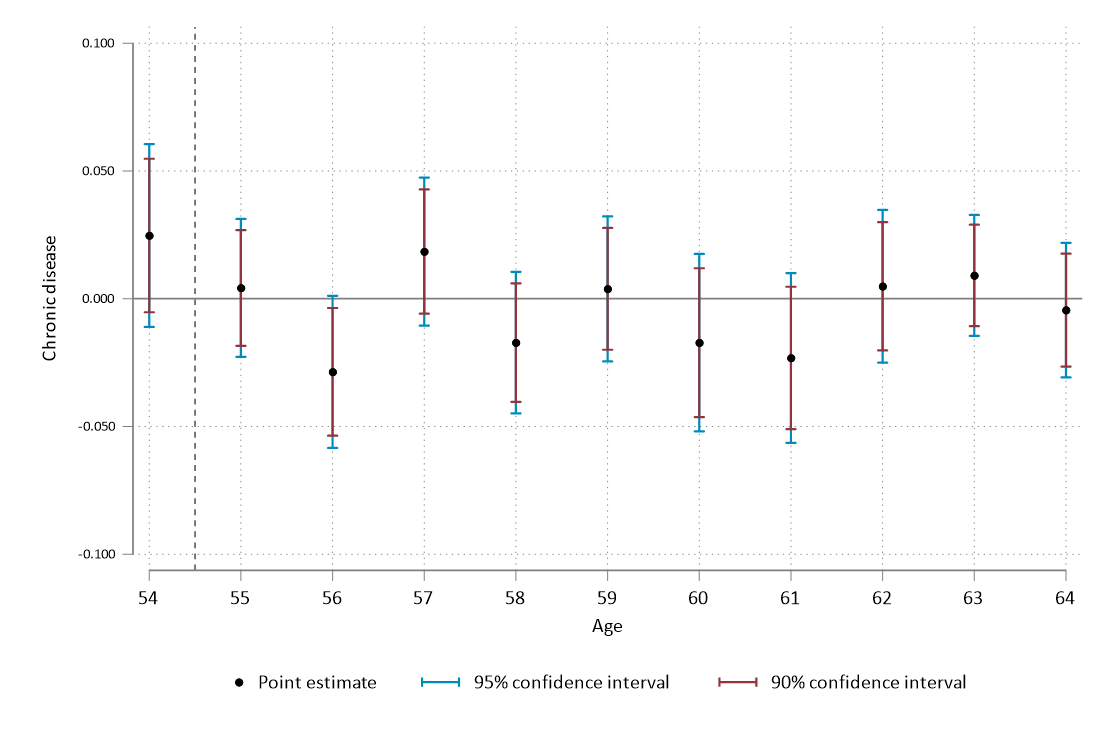 0.100
0.050
0.000
-0.050
-0.100
Chronic disease
54 55 56 57 58 59 60 61 62 63 64
Age
Point estimate 95% confidence interval 90% confidence interval